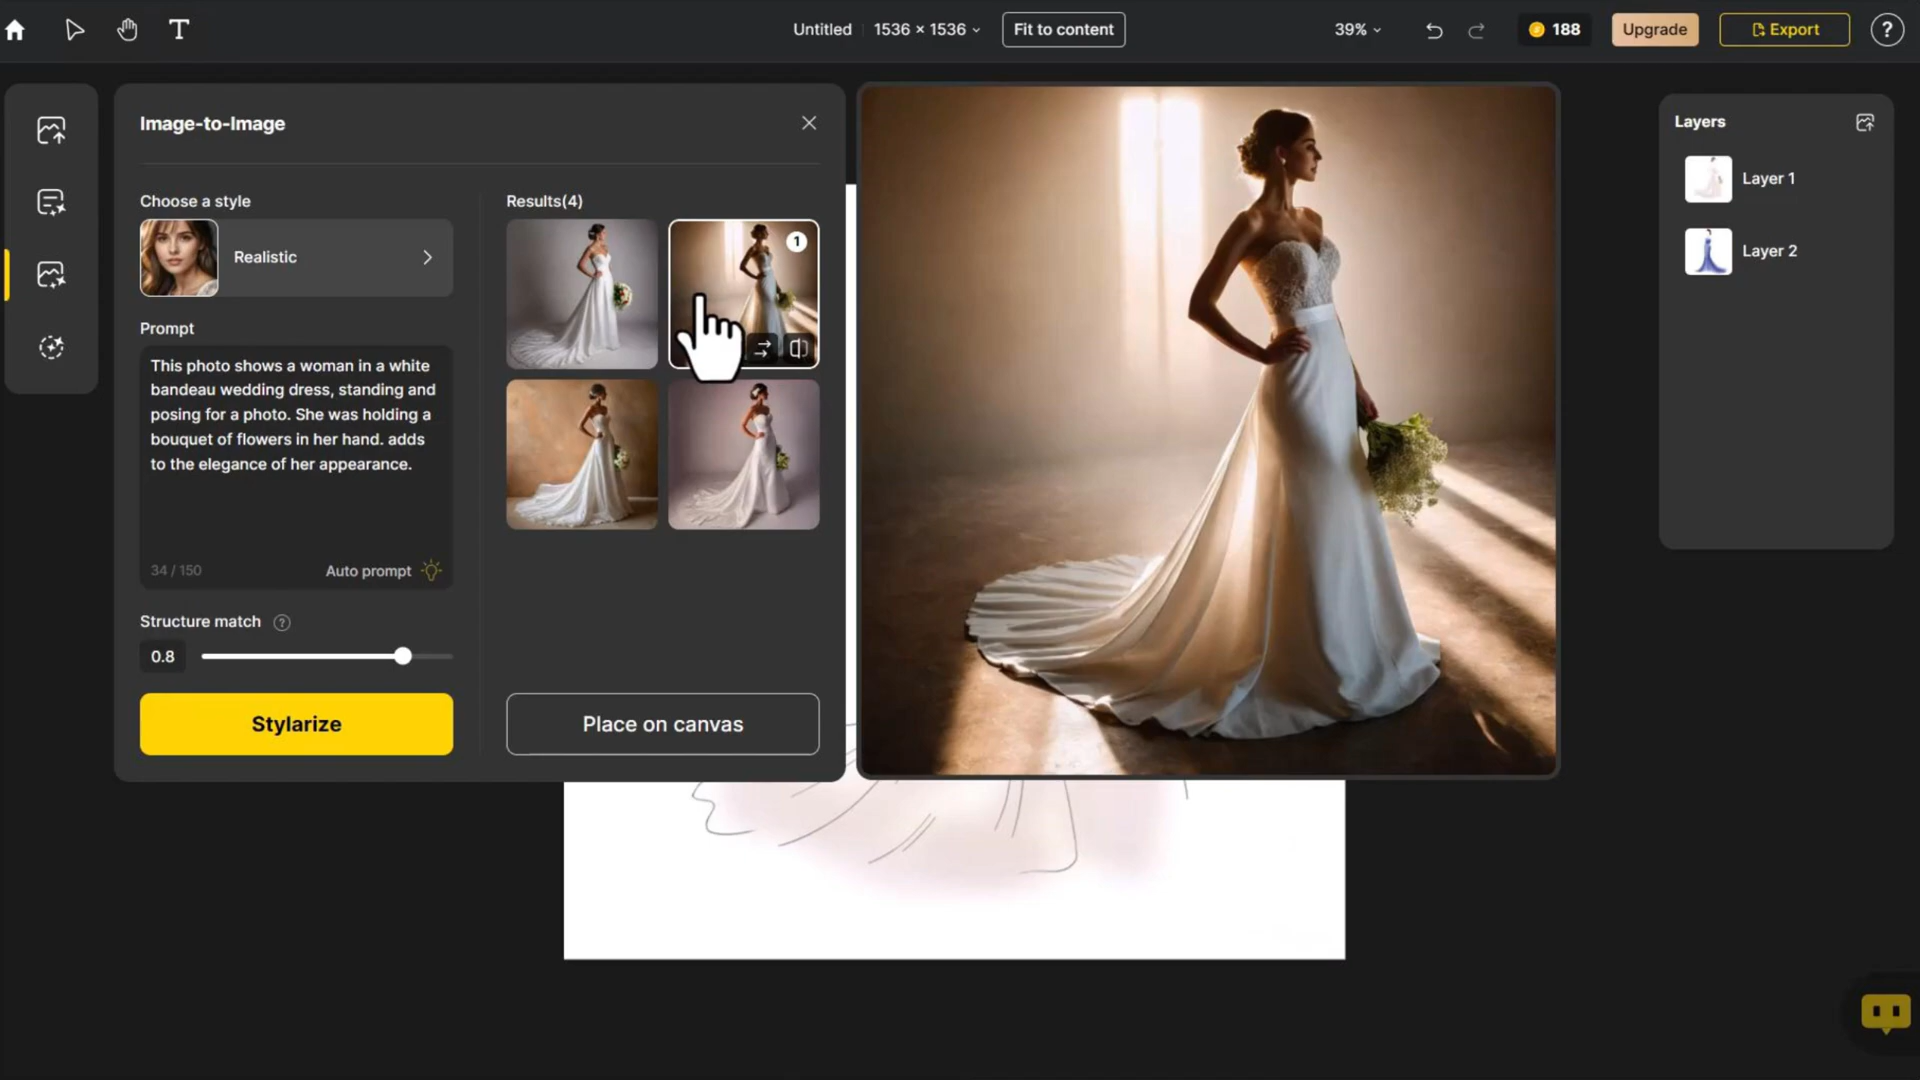 T
Untitled
1536 × 1536
Fit to content
39%
188
Upgrade
Export
?
Image-to-Image
Choose a style
Realistic
Prompt
This photo shows a woman in a white
bandeau wedding dress, standing and
posing for a photo. She was holding a
bouquet of flowers in her hand. adds
to the elegance of her appearance.
34 / 150
Auto prompt
Structure match
?
0.8
Stylarize
Results(4)
1
Place on canvas
Layers
Layer 1
Layer 2